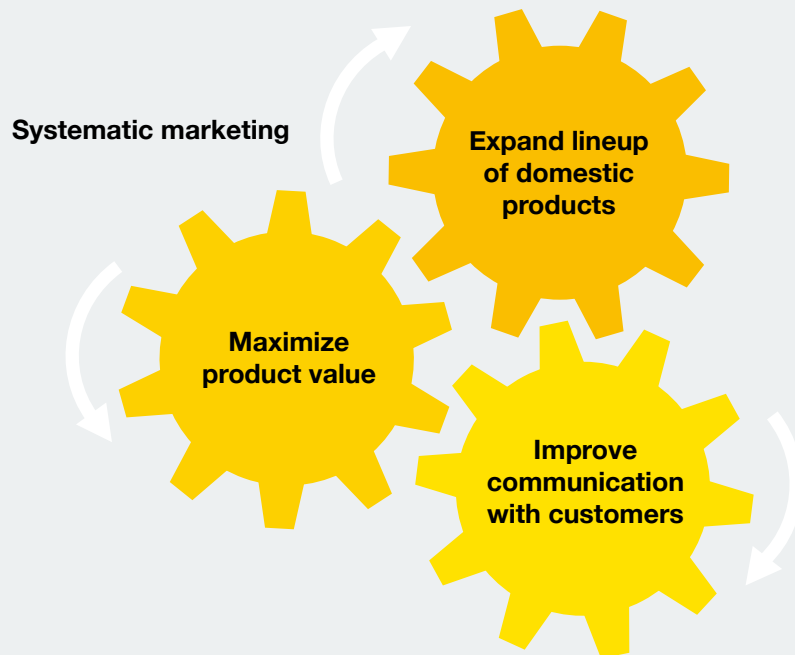 Systematic marketing
Expand lineup
of domestic
products
Maximize
product value
Improve
communication
with customers